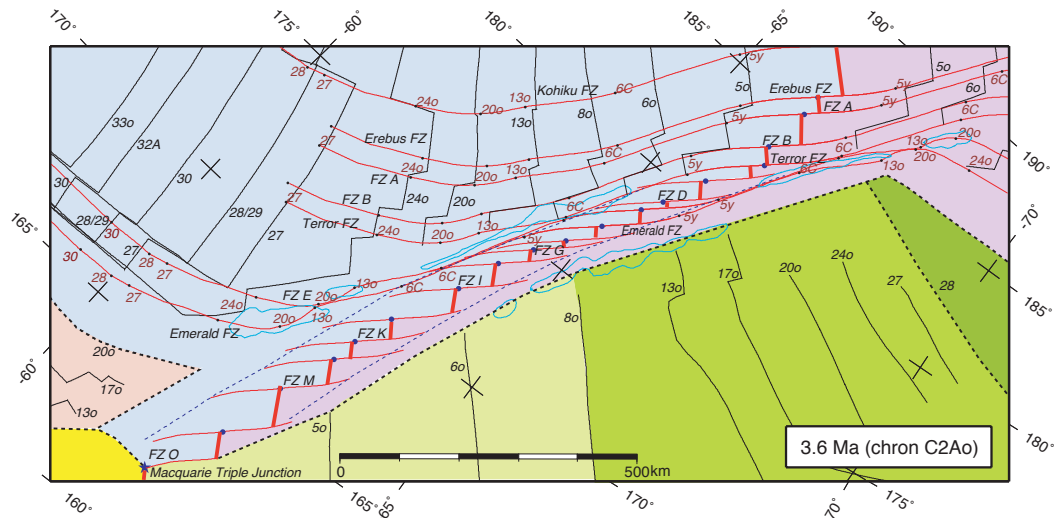 170°
175°
-60°
180°
185°
-65
190°
33o
32A
30
28/29
27
28
27
24o
20o
13o
Kohiku FZ
6C
6o
5o
5y
13o
8o
Erebus FZ
FZ A
5y
5y
5o
6o
6C
Erebus FZ
24o
20o
13o
6C
5y
FZ B
Terror FZ
6C
13o
20o
13o
20o
24o
190°
27
FZ A
24o
20o
27
FZ B
Terror FZ
24o
20o
13o
6C
5y
FZ D
5y
5y
Emerald FZ
6C
-70°
30
28/29
30
27
28
27
165°
30
28
27
24o
FZ E
20o
13o
20o
13o
Emerald FZ
6C
6C
5y
FZ G
FZ I
FZ K
FZ M
FZ O
Macquarie Triple Junction
-60°
20o
17o
13o
5o
6o
8o
13o
17o
20o
24o
27
28
185°
180°
0
500km
3.6 Ma (chron C2Ao)
160°
165°
65°
170°
70°
175°